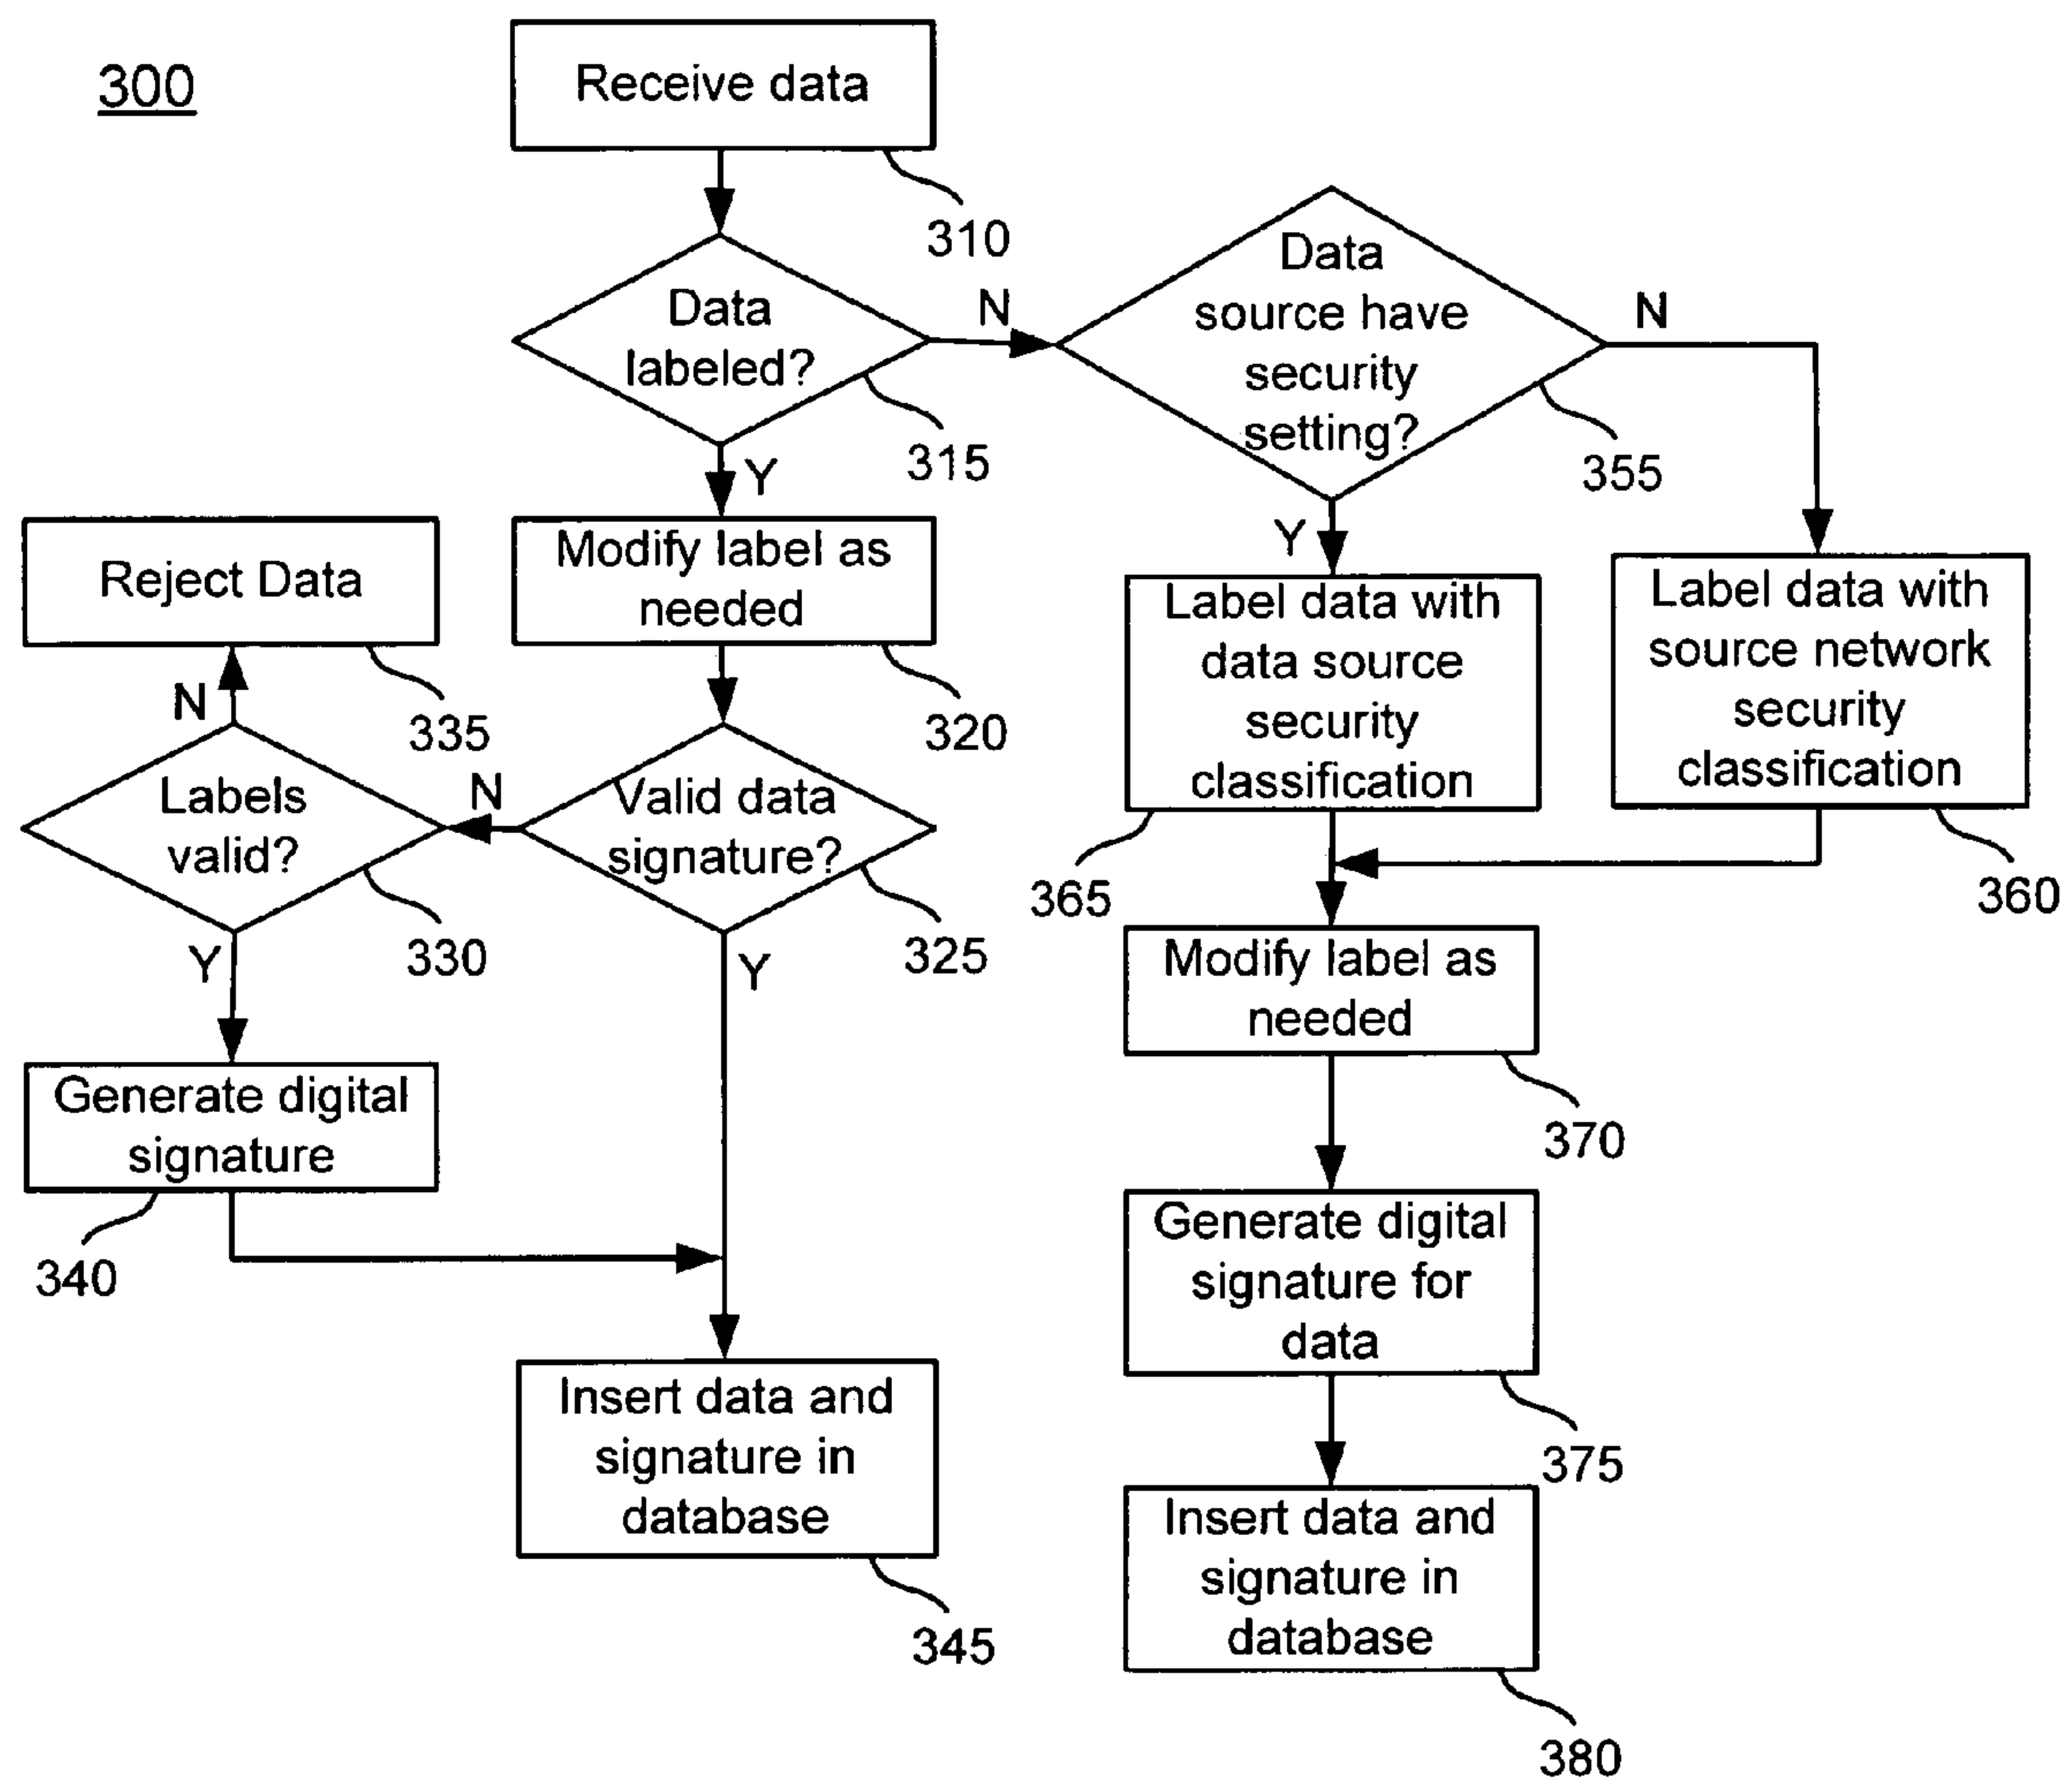 300
Receive data
310
Data
labeled?
N
315
Y
Data
source have
security
setting?
N
355
Y
Modify label as
needed
320
Reject Data
335
N
Labels
valid?
330
N
Valid data
signature?
325
Y
Y
Generate digital
signature
340
Insert data and
signature in
database
345
Label data with
data source
security
classification
365
Label data with
source network
security
classification
360
Modify label as
needed
370
Generate digital
signature for
data
375
Insert data and
signature in
database
380